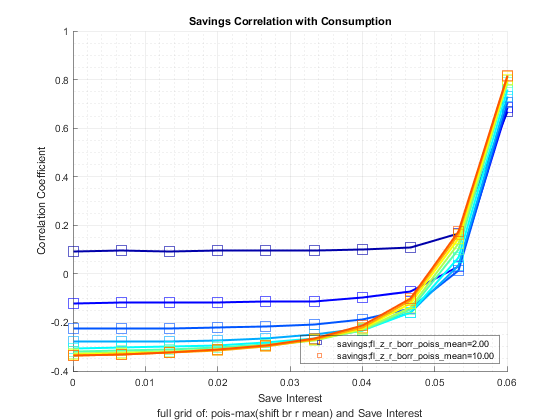 Savings Correlation with Consumption
Correlation Coefficient
1
0.8
0.6
0.4
0.2
0
-0.2
-0.4
0
0.01
0.02
0.03
0.04
0.05
0.06
savings;fl_z_r_borr_poiss_mean=2.00
savings;fl_z_r_borr_poiss_mean=10.00
Save Interest
full grid of: pois-max(shift br r mean) and Save Interest